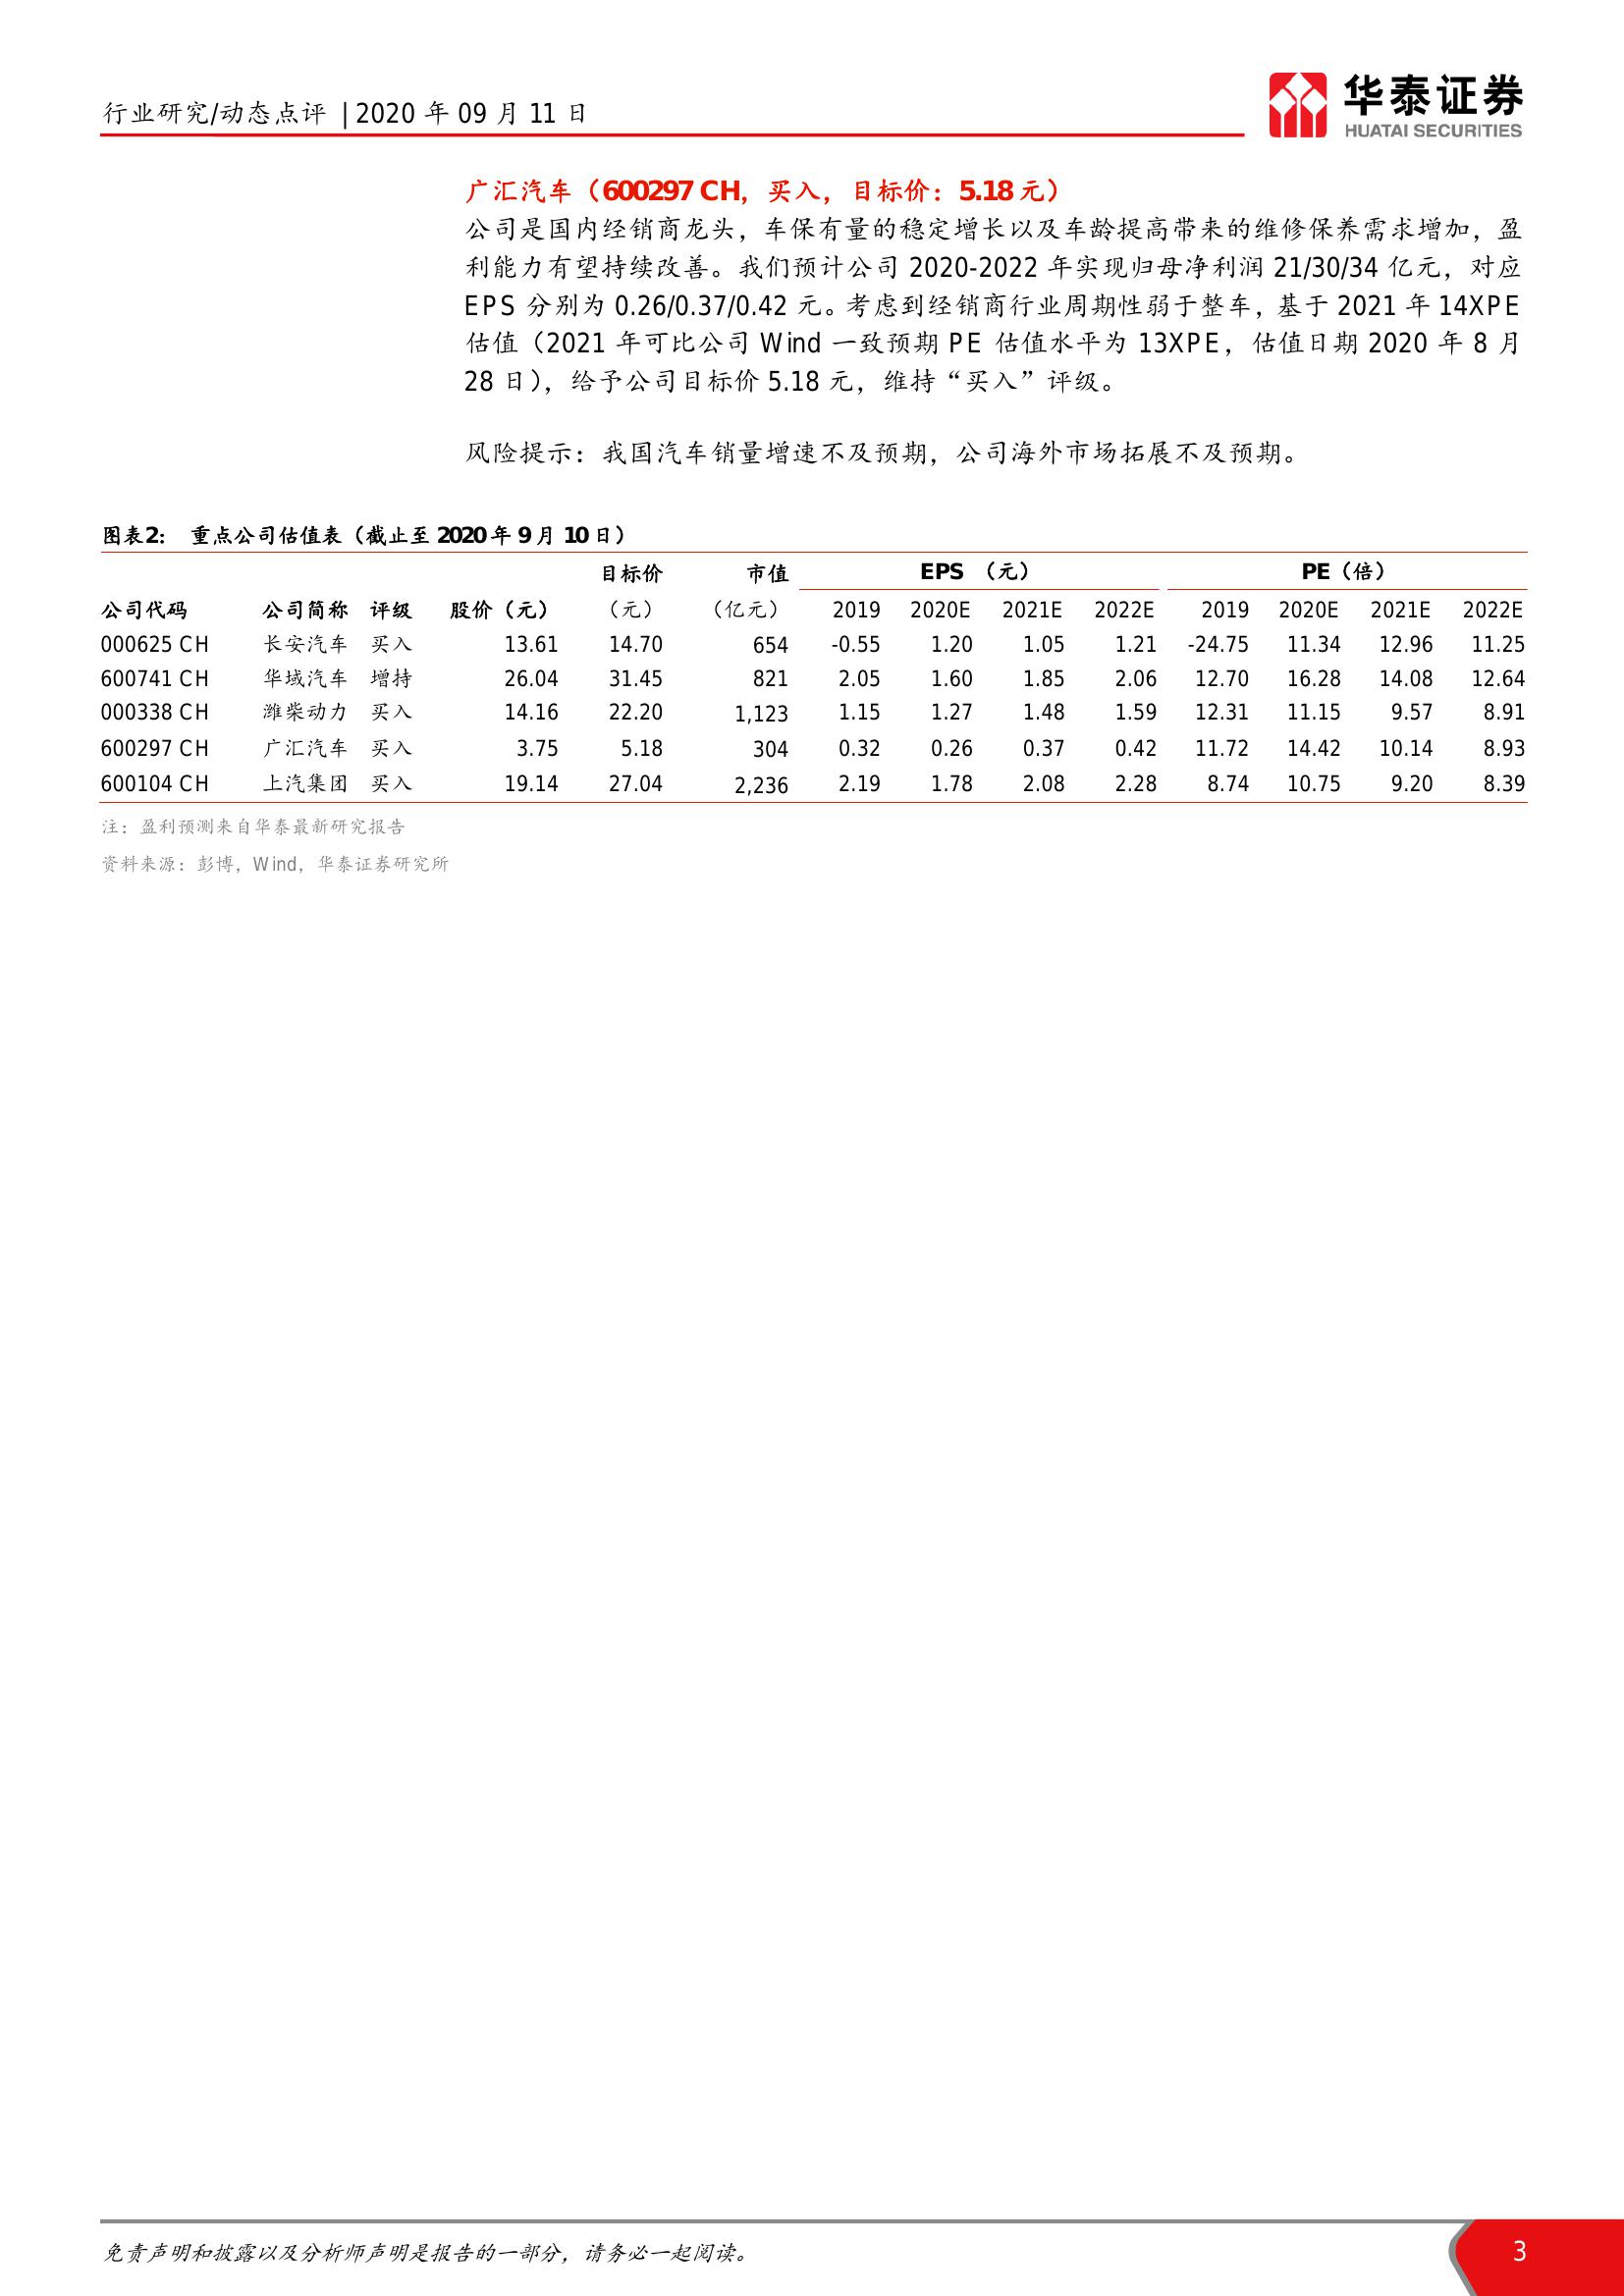 行业研究/动态点评 | 2020 年 09 月 11 日
华泰证券
HUATAI SECURITIES
广汇汽车（600297 CH，买入，目标价：5.18 元）
公司是国内经销商龙头，车保有量的稳定增长以及车龄提高带来的维修保养需求增加，盈
利能力有望持续改善。我们预计公司 2020-2022 年实现归母净利润 21/30/34 亿元，对应
EPS 分别为 0.26/0.37/0.42 元。考虑到经销商行业周期性弱于整车，基于 2021 年 14XPE
估值（2021 年可比公司 Wind 一致预期 PE 估值水平为 13XPE，估值日期 2020 年 8 月
28 日），给予公司目标价 5.18 元，维持“买入”评级。
风险提示：我国汽车销量增速不及预期，公司海外市场拓展不及预期。
图表2： 重点公司估值表（截止至 2020 年 9 月 10 日）
目标价 市值 EPS （元） PE（倍）
公司代码 公司简称 评级 股价（元） （元） （亿元） 2019 2020E 2021E 2022E 2019 2020E 2021E 2022E
000625 CH 长安汽车 买入 13.61 14.70 654 -0.55 1.20 1.05 1.21 -24.75 11.34 12.96 11.25
600741 CH 华域汽车 增持 26.04 31.45 821 2.05 1.60 1.85 2.06 12.70 16.28 14.08 12.64
000338 CH 潍柴动力 买入 14.16 22.20 1,123 1.15 1.27 1.48 1.59 12.31 11.15 9.57 8.91
600297 CH 广汇汽车 买入 3.75 5.18 304 0.32 0.26 0.37 0.42 11.72 14.42 10.14 8.93
600104 CH 上汽集团 买入 19.14 27.04 2,236 2.19 1.78 2.08 2.28 8.74 10.75 9.20 8.39
注：盈利预测来自华泰最新研究报告
资料来源：彭博，Wind，华泰证券研究所
免责声明和披露以及分析师声明是报告的一部分，请务必一起阅读。
3